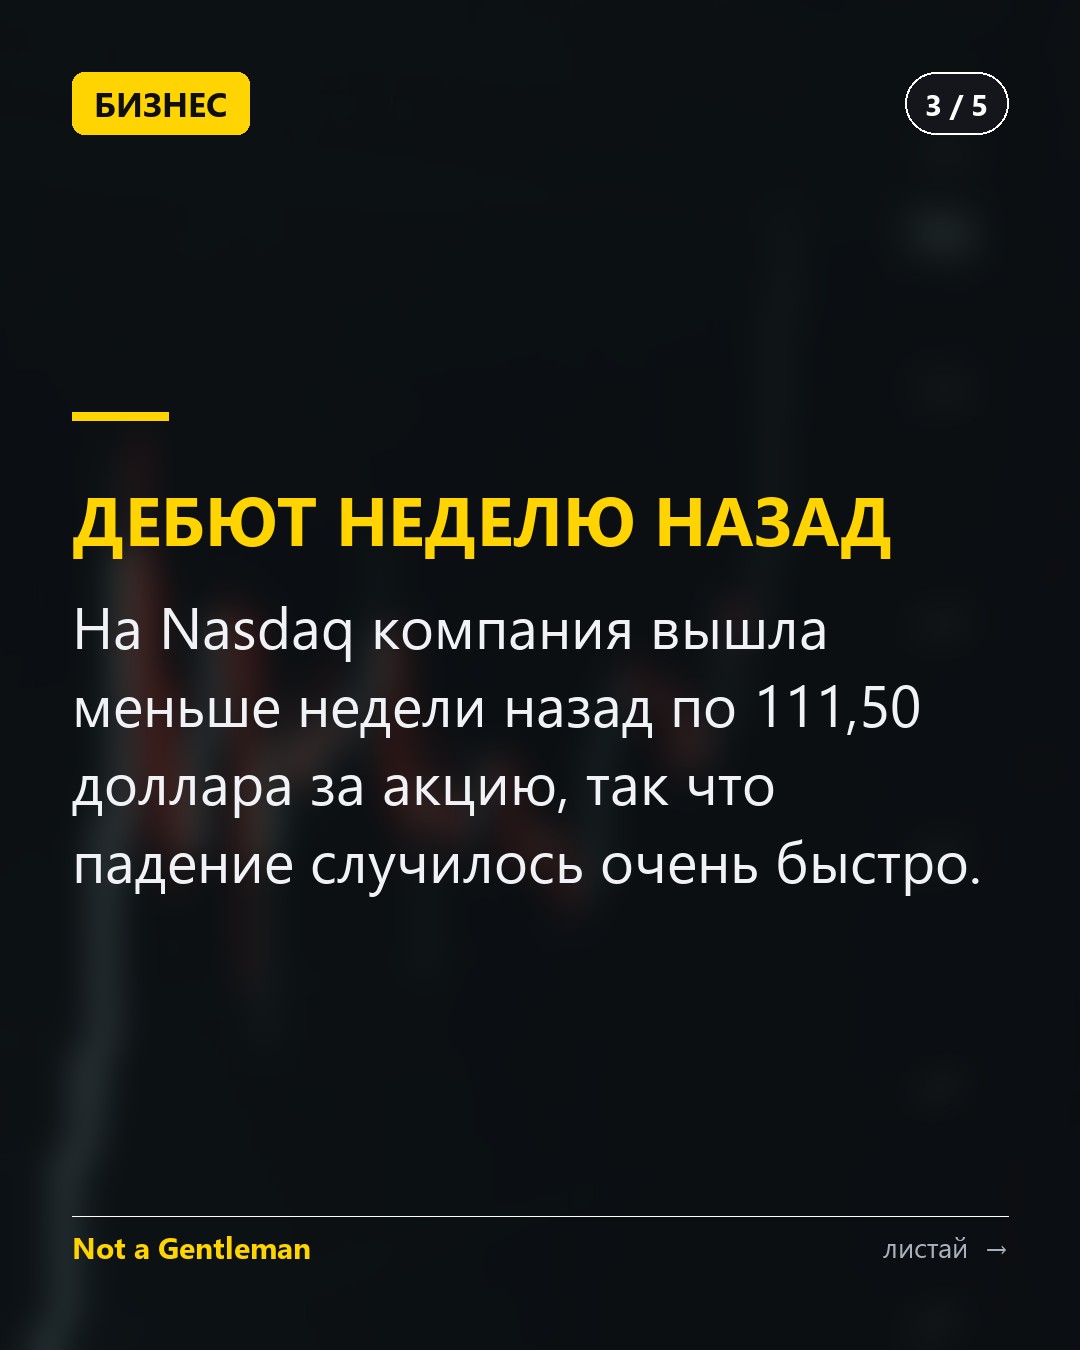 БИЗНЕС
3 / 5
ДЕБЮТ НЕДЕЛЮ НАЗАД
На Nasdaq компания вышла
меньше недели назад по 111,50
доллара за акцию, так что
падение случилось очень быстро.
Not a Gentleman
листай →